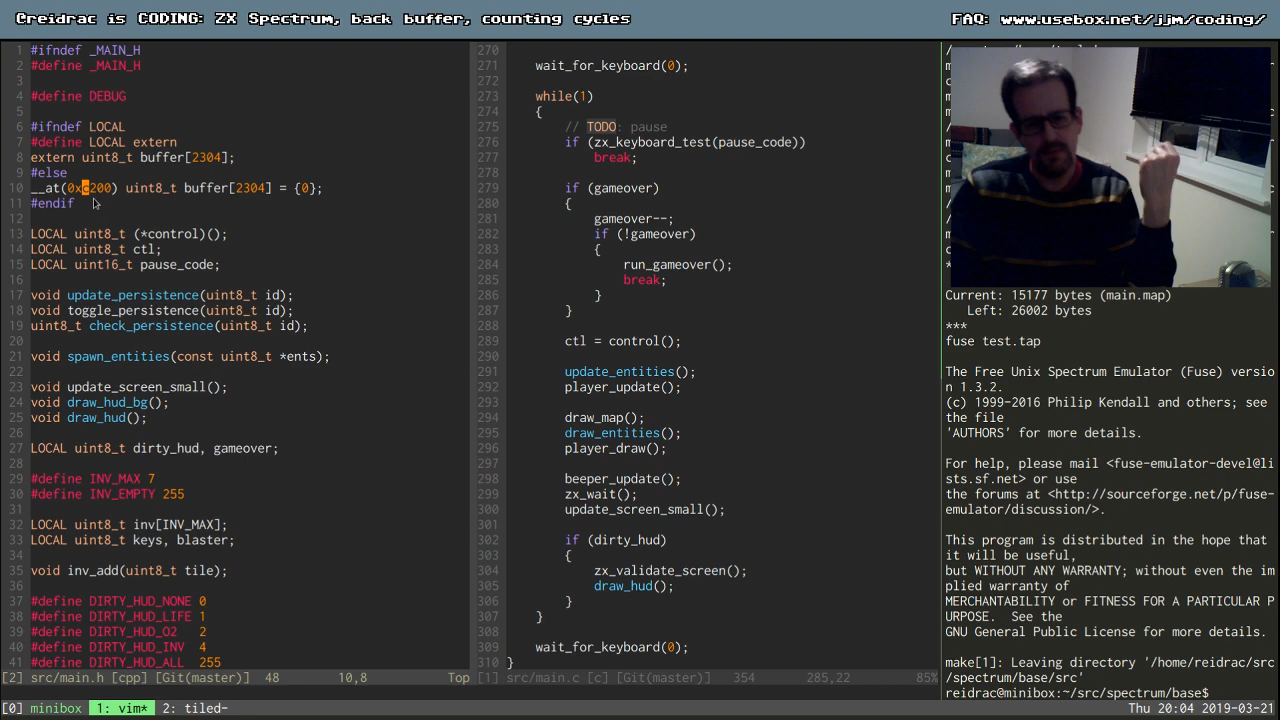 @reidrac is CODING: ZX Spectrum, back buffer, counting cycles
FAQ: www.usebox.net/jjm/coding/
1 #ifndef _MAIN_H
2 #define _MAIN_H
3
4 #define DEBUG
5
6 #ifndef LOCAL
7 #define LOCAL extern
8 extern uint8_t buffer[2304];
9 #else
10 __at(0xc200) uint8_t buffer[2304] = {0};
11 #endif
12
13 LOCAL uint8_t (*control)();
14 LOCAL uint8_t ctl;
15 LOCAL uint16_t pause_code;
16
17 void update_persistence(uint8_t id);
18 void toggle_persistence(uint8_t id);
19 uint8_t check_persistence(uint8_t id);
20
21 void spawn_entities(const uint8_t *ents);
22
23 void update_screen_small();
24 void draw_hud_bg();
25 void draw_hud();
26
27 LOCAL uint8_t dirty_hud, gameover;
28
29 #define INV_MAX 7
30 #define INV_EMPTY 255
31
32 LOCAL uint8_t inv[INV_MAX];
33 LOCAL uint8_t keys, blaster;
34
35 void inv_add(uint8_t tile);
36
37 #define DIRTY_HUD_NONE 0
38 #define DIRTY_HUD_LIFE 1
39 #define DIRTY_HUD_O2 2
40 #define DIRTY_HUD_INV 4
41 #define DIRTY_HUD_ALL 255
[2] src/main.h [cpp] [Git(master)] 48 10,8 Top
270
271 wait_for_keyboard(0);
272
273 while(1)
274 {
275 // TODO: pause
276 if (zx_keyboard_test(pause_code))
277 break;
278
279 if (gameover)
280 {
281 gameover--;
282 if (!gameover)
283 {
284 run_gameover();
285 break;
286 }
287 }
288
289 ctl = control();
290
291 update_entities();
292 player_update();
293
294 draw_map();
295 draw_entities();
296 player_draw();
297
298 beeper_update();
299 zx_wait();
300 update_screen_small();
301
302 if (dirty_hud)
303 {
304 zx_validate_screen();
305 draw_hud();
306 }
307 }
308
309 wait_for_keyboard(0);
310 }
[1] src/main.c [c] [Git(master)] 354 285,22 85%
Current: 15177 bytes (main.map)
Left: 26002 bytes
***
fuse test.tap
The Free Unix Spectrum Emulator (Fuse) versio
n 1.3.2.
(c) 1999-2016 Philip Kendall and others; see
the file
'AUTHORS' for more details.
For help, please mail <fuse-emulator-devel@li
sts.sf.net> or use
the forums at <http://sourceforge.net/p/fuse-
emulator/discussion/>.
This program is distributed in the hope that
it will be useful,
but WITHOUT ANY WARRANTY; without even the im
plied warranty of
MERCHANTABILITY or FITNESS FOR A PARTICULAR P
URPOSE. See the
GNU General Public License for more details.
make[1]: Leaving directory '/home/reidrac/src
/spectrum/base/src'
reidrac@minibox:~/src/spectrum/base$
[0] minibox 1: vim* 2: tiled-
Thu 20:04 2019-03-21